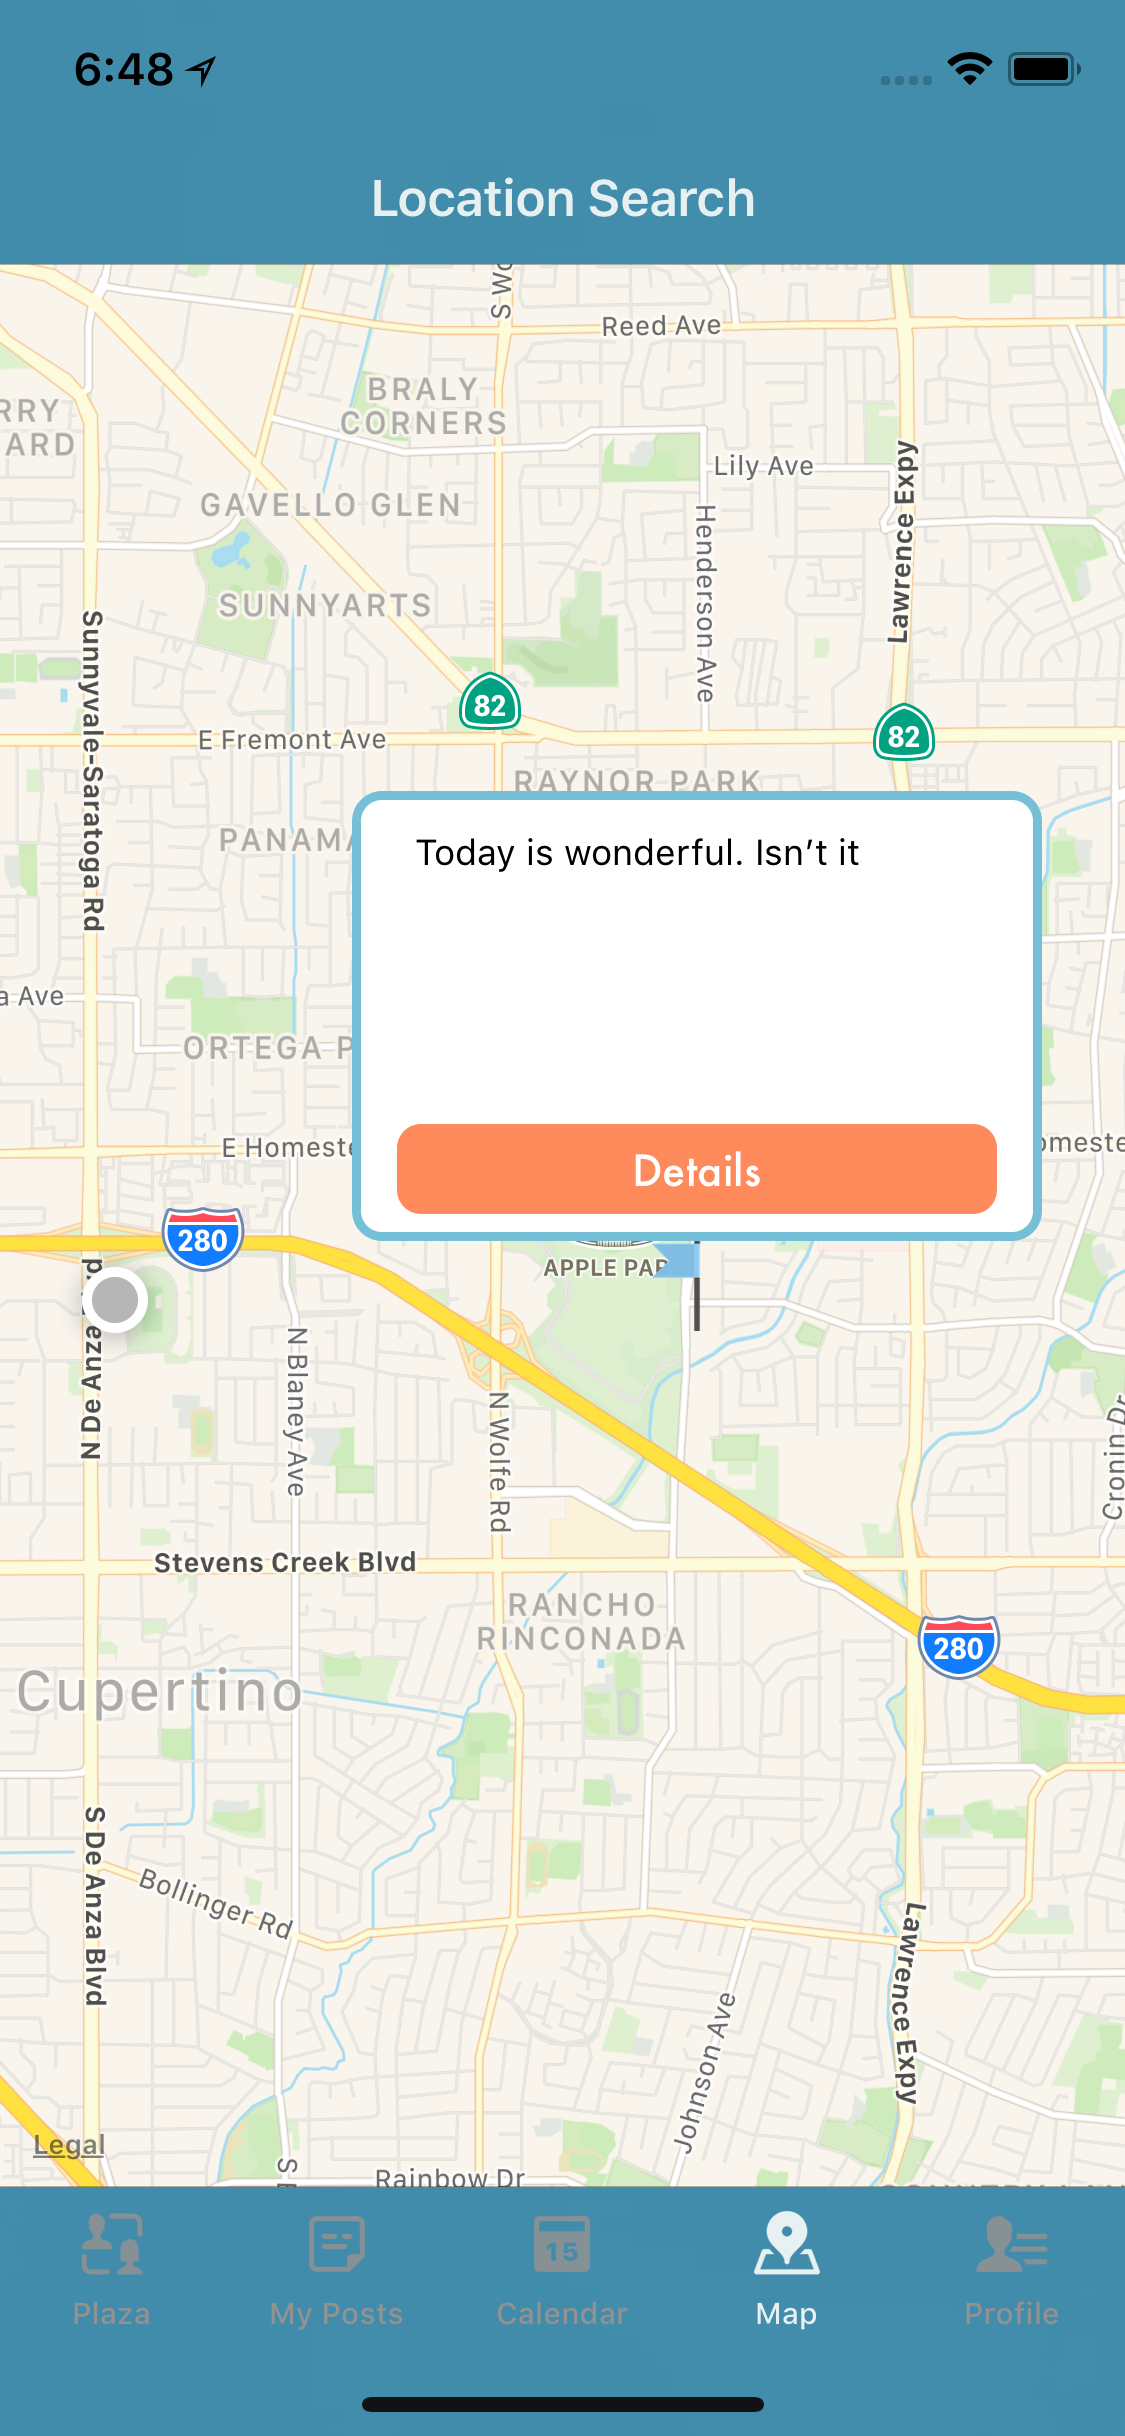 6:48
Location Search
S Wo
Reed Ave
BRALY
CORNERS
RRY
ARD
Lily Ave
GAVELLO GLEN
Henderson Ave
Lawrence Expy
SUNNYARTS
Sunnyvale-Saratoga Rd
82
82
E Fremont Ave
RAYNOR PARK
PANAMA
Today is wonderful. Isn't it
a Ave
ORTEGA P
E Homeste
omeste
Details
280
APPLE PAR
N De Anza
N Blaney Ave
N Wolfe Rd
Cronin Dr
Stevens Creek Blvd
RANCHO
RINCONADA
280
Cupertino
S De Anza Blvd
Bollinger Rd
Lawrence Expy
Johnson Ave
Legal
Rainbow Dr
15
Plaza
My Posts
Calendar
Map
Profile